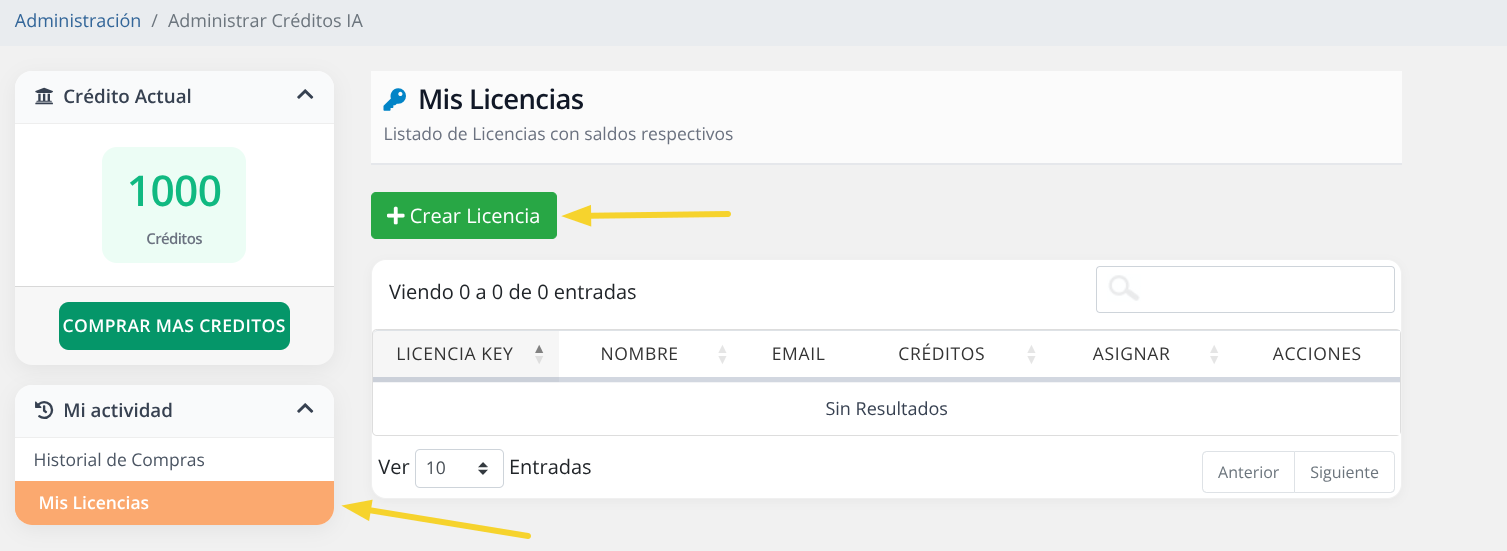 Administración / Administrar Créditos IA
Crédito Actual
1000
Créditos
COMPRAR MAS CREDITOS
Mi actividad
Historial de Compras
Mis Licencias
Mis Licencias
Listado de Licencias con saldos respectivos
Crear Licencia
Viendo 0 a 0 de 0 entradas
LICENCIA KEY NOMBRE EMAIL CRÉDITOS ASIGNAR ACCIONES
Sin Resultados
Ver 10 Entradas
Anterior Siguiente